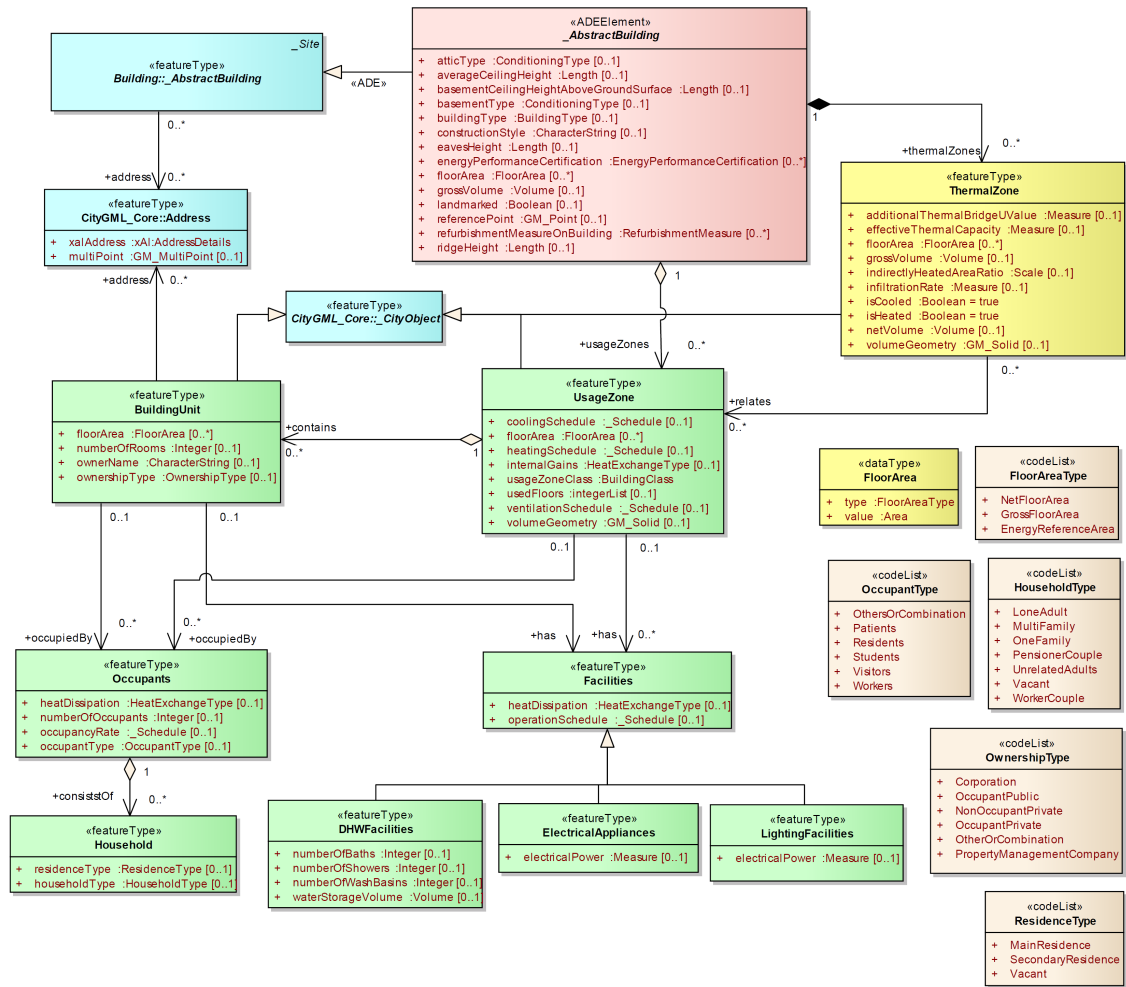 _Site
«featureType»
Building::_AbstractBuilding
«ADE»
«ADEElement»
_AbstractBuilding
+ atticType :ConditioningType [0..1]
+ averageCeilingHeight :Length [0..1]
+ basementCeilingHeightAboveGroundSurface :Length [0..1]
+ basementType :ConditioningType [0..1]
+ buildingType :BuildingType [0..1]
+ constructionStyle :CharacterString [0..1]
+ eavesHeight :Length [0..1]
+ energyPerformanceCertification :EnergyPerformanceCertification [0..*]
+ floorArea :FloorArea [0..*]
+ grossVolume :Volume [0..1]
+ landmarked :Boolean [0..1]
+ referencePoint :GM_Point [0..1]
+ refurbishmentMeasureOnBuilding :RefurbishmentMeasure [0..*]
+ ridgeHeight :Length [0..1]
1
0..*
+thermalZones
0..*
+address
0..*
«featureType»
CityGML_Core::Address
+ xalAddress :xAl:AddressDetails
+ multiPoint :GM_MultiPoint [0..1]
+address
0..*
«featureType»
ThermalZone
+ additionalThermalBridgeUValue :Measure [0..1]
+ effectiveThermalCapacity :Measure [0..1]
+ floorArea :FloorArea [0..*]
+ grossVolume :Volume [0..1]
+ indirectlyHeatedAreaRatio :Scale [0..1]
+ infiltrationRate :Measure [0..1]
+ isCooled :Boolean = true
+ isHeated :Boolean = true
+ netVolume :Volume [0..1]
+ volumeGeometry :GM_Solid [0..1]
1
«featureType»
CityGML_Core::_CityObject
+usageZones
0..*
0..*
+relates
0..*
«featureType»
BuildingUnit
+ floorArea :FloorArea [0..*]
+ numberOfRooms :Integer [0..1]
+ ownerName :CharacterString [0..1]
+ ownershipType :OwnershipType [0..1]
+contains
0..*
1
«featureType»
UsageZone
+ coolingSchedule :_Schedule [0..1]
+ floorArea :FloorArea [0..*]
+ heatingSchedule :_Schedule [0..1]
+ internalGains :HeatExchangeType [0..1]
+ usageZoneClass :BuildingClass
+ usedFloors :integerList [0..1]
+ ventilationSchedule :_Schedule [0..1]
+ volumeGeometry :GM_Solid [0..1]
«dataType»
FloorArea
+ type :FloorAreaType
+ value :Area
«codeList»
FloorAreaType
+ NetFloorArea
+ GrossFloorArea
+ EnergyReferenceArea
0..1
0..1
0..1
0..1
«codeList»
OccupantType
+ OthersOrCombination
+ Patients
+ Residents
+ Students
+ Visitors
+ Workers
«codeList»
HouseholdType
+ LoneAdult
+ MultiFamily
+ OneFamily
+ PensionerCouple
+ UnrelatedAdults
+ Vacant
+ WorkerCouple
0..*
+occupiedBy
0..*
+occupiedBy
+has
+has
0..*
«featureType»
Occupants
+ heatDissipation :HeatExchangeType [0..1]
+ numberOfOccupants :Integer [0..1]
+ occupancyRate :_Schedule [0..1]
+ occupantType :OccupantType [0..1]
«featureType»
Facilities
+ heatDissipation :HeatExchangeType [0..1]
+ operationSchedule :_Schedule [0..1]
«codeList»
OwnershipType
+ Corporation
+ OccupantPublic
+ NonOccupantPrivate
+ OccupantPrivate
+ OtherOrCombination
+ PropertyManagementCompany
1
+consiststOf
0..*
«featureType»
Household
+ residenceType :ResidenceType [0..1]
+ householdType :HouseholdType [0..1]
«featureType»
DHWFacilities
+ numberOfBaths :Integer [0..1]
+ numberOfShowers :Integer [0..1]
+ numberOfWashBasins :Integer [0..1]
+ waterStorageVolume :Volume [0..1]
«featureType»
ElectricalAppliances
+ electricalPower :Measure [0..1]
«featureType»
LightingFacilities
+ electricalPower :Measure [0..1]
«codeList»
ResidenceType
+ MainResidence
+ SecondaryResidence
+ Vacant